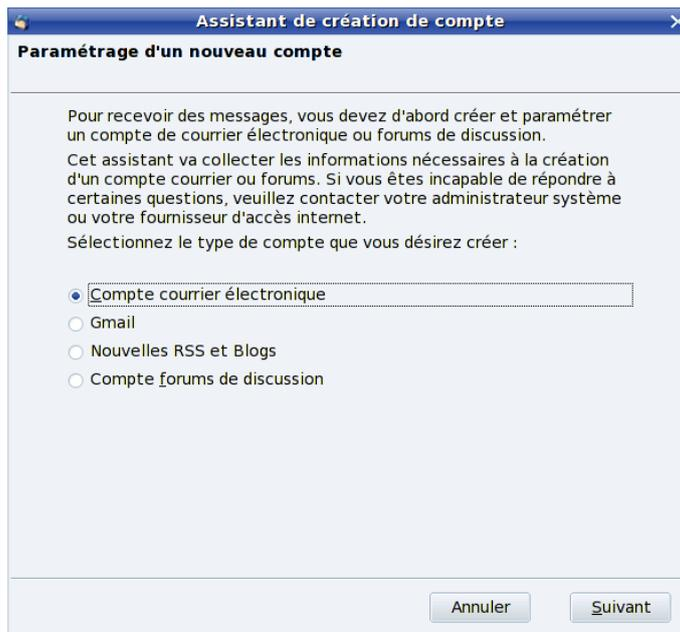 Assistant de création de compte
Paramétrage d'un nouveau compte
Pour recevoir des messages, vous devez d'abord créer et paramétrer
un compte de courrier électronique ou forums de discussion.
Cet assistant va collecter les informations nécessaires à la création
d'un compte courrier ou forums. Si vous êtes incapable de répondre à
certaines questions, veuillez contacter votre administrateur système
ou votre fournisseur d'accès internet.
Sélectionnez le type de compte que vous désirez créer :
Compte courrier électronique
Gmail
Nouvelles RSS et Blogs
Compte forums de discussion
Annuler
Suivant